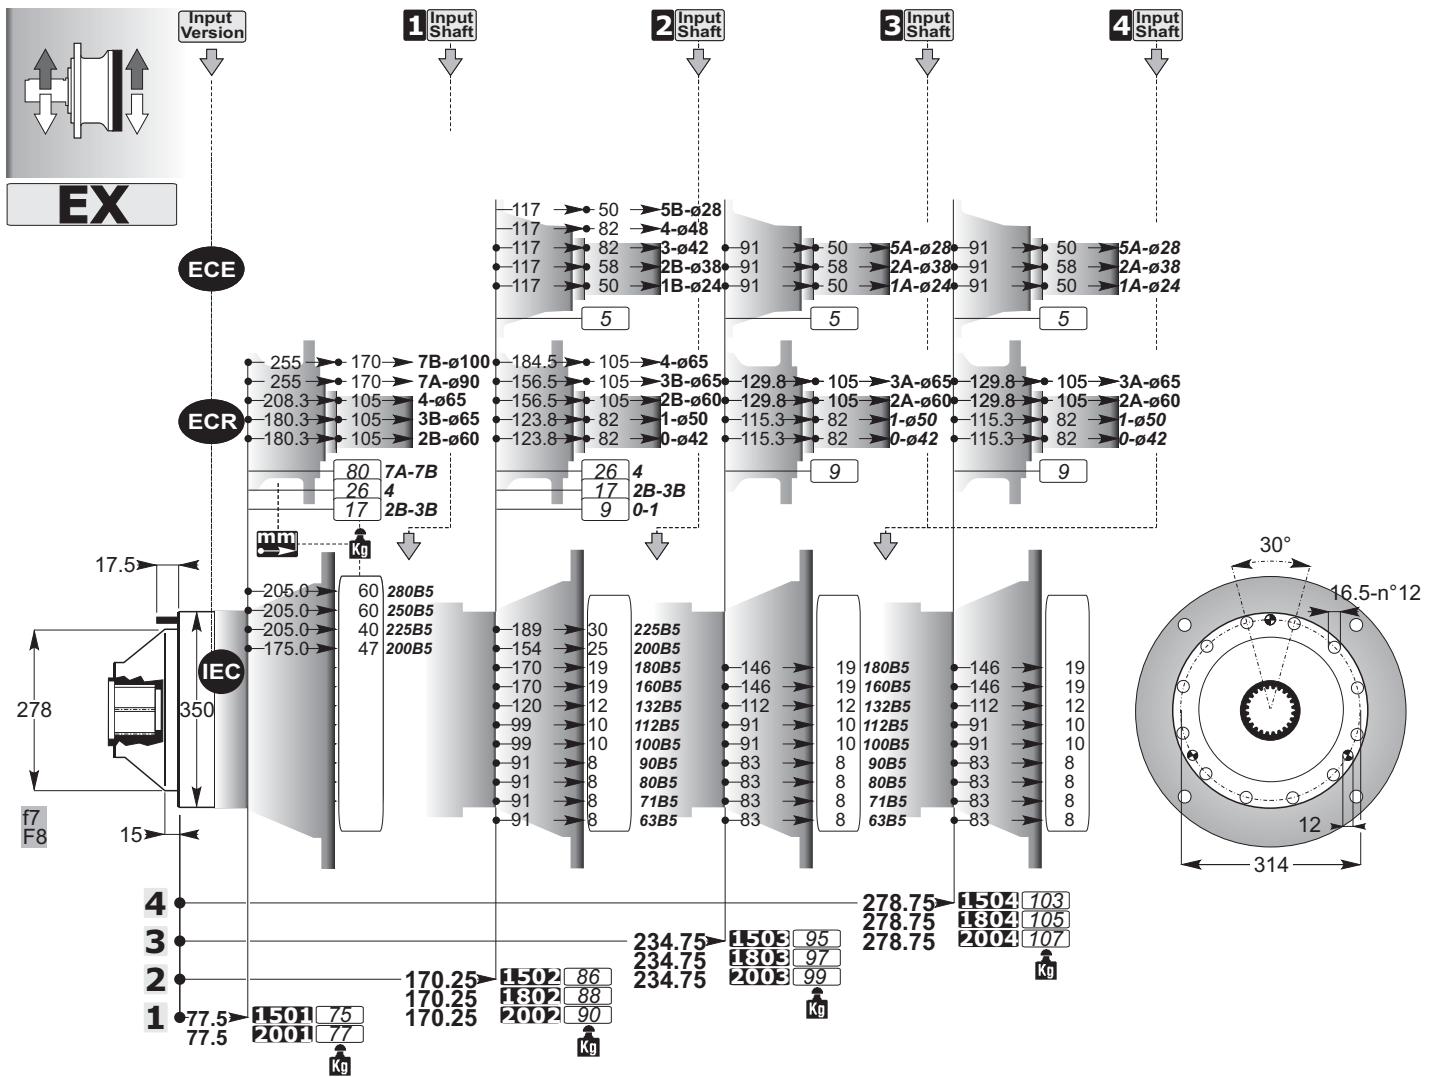 Input Version
1 Input Shaft
2 Input Shaft
3 Input Shaft
4 Input Shaft
EX
ECE
117 50 5B-ø28
117 82 4-ø48
117 82 3-ø42 91 50 5A-ø28 91 50 5A-ø28
117 58 2B-ø38 91 58 2A-ø38 91 58 2A-ø38
117 50 1B-ø24 91 50 1A-ø24 91 50 1A-ø24
5 5 5
ECR
255 170 7B-ø100 184.5 105 4-ø65
255 170 7A-ø90 156.5 105 3B-ø65 129.8 105 3A-ø65 129.8 105 3A-ø65
208.3 105 4-ø65 156.5 105 2B-ø60 129.8 105 2A-ø60 129.8 105 2A-ø60
180.3 105 3B-ø65 123.8 82 1-ø50 115.3 82 1-ø50 115.3 82 1-ø50
180.3 105 2B-ø60 123.8 82 0-ø42 115.3 82 0-ø42 115.3 82 0-ø42
80 7A-7B 26 4 9 9
26 4 17 2B-3B
17 2B-3B 9 0-1
mm Kg
17.5
30°
16.5-n°12
205.0 60 280B5
205.0 60 250B5
205.0 40 225B5 189 30 225B5
175.0 47 200B5 154 25 200B5
IEC
170 19 180B5 146 19 180B5 146 19
170 19 160B5 146 19 160B5 146 19
120 12 132B5 112 12 132B5 112 12
99 10 112B5 91 10 112B5 91 10
99 10 100B5 91 10 100B5 91 10
91 8 90B5 83 8 90B5 83 8
91 8 80B5 83 8 80B5 83 8
91 8 71B5 83 8 71B5 83 8
91 8 63B5 83 8 63B5 83 8
278
350
f7
F8
15
12
314
4 278.75 1504 103
278.75 1804 105
278.75 2004 107
Kg
3 234.75 1503 95
234.75 1803 97
234.75 2003 99
Kg
2 170.25 1502 86
170.25 1802 88
170.25 2002 90
Kg
1 77.5 1501 75
77.5 2001 77
Kg